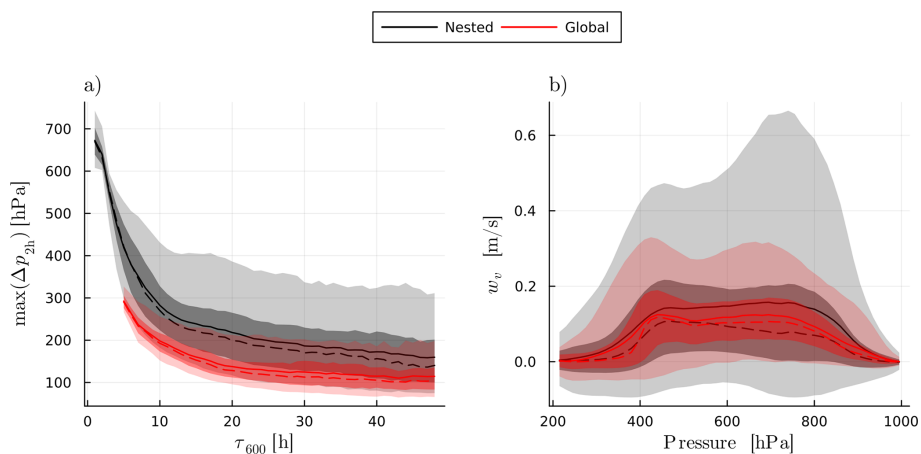 Nested Global
a)
700
600
500
400
300
200
100
max(Δp2h) [hPa]
0 10 20 30 40
τ600 [h]
b)
0.6
0.4
0.2
0.0
wv [m/s]
200 400 600 800 1000
Pressure [hPa]